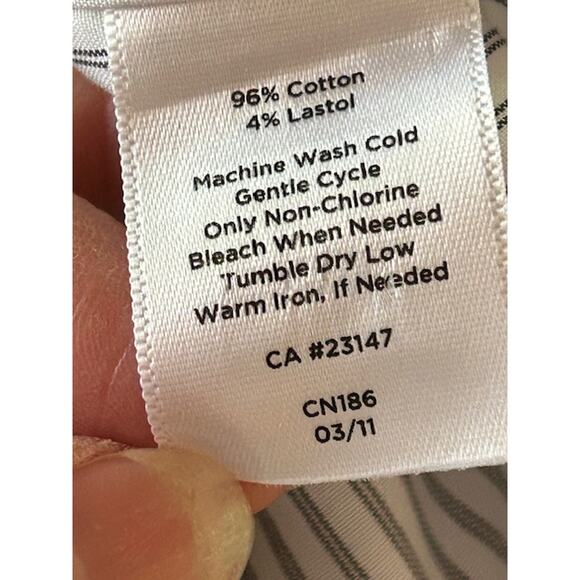 96% Cotton
4% Lastol
Machine Wash Cold
Gentle Cycle
Only Non-Chlorine
Bleach When Needed
Tumble Dry Low
Warm Iron, If Needed
CA #23147
CN186
03/11